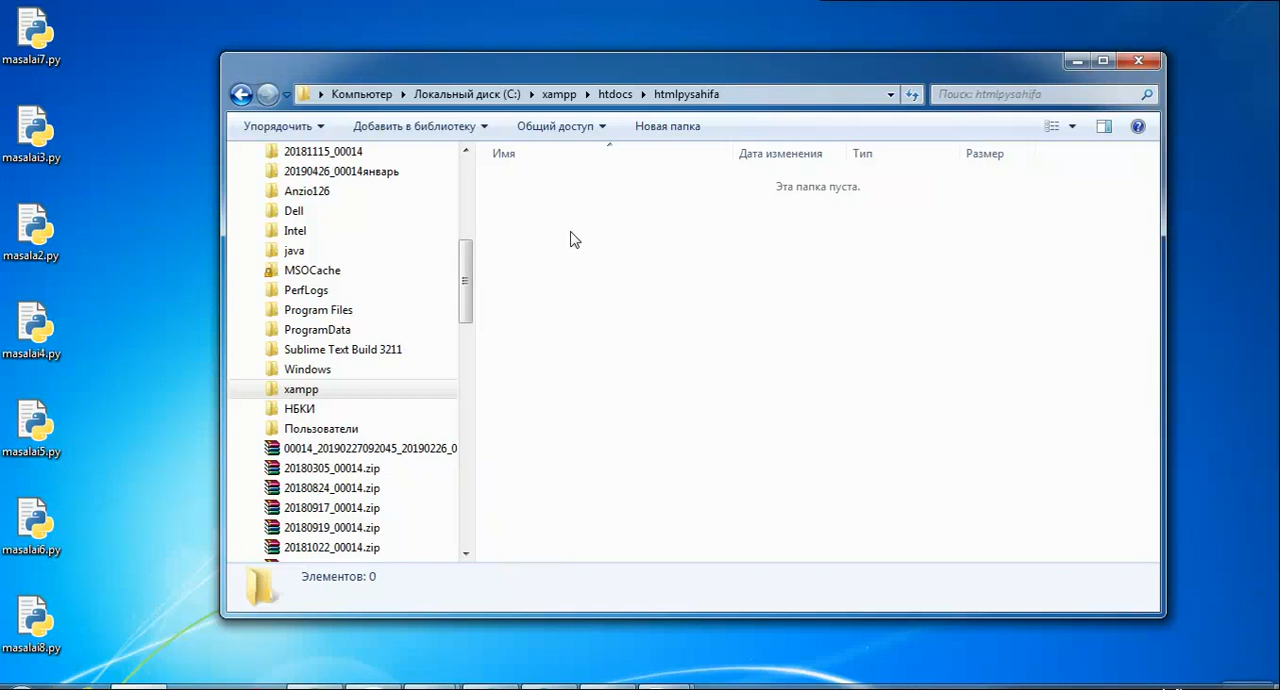 masalai7.py
masalai3.py
masala2.py
masalai4.py
masalai5.py
masalai6.py
masalai8.py
Компьютер
Локальный диск (C:)
xampp
htdocs
htmlpysahifa
Поиск: htmlpysahifa
Упорядочить
Добавить в библиотеку
Общий доступ
Новая папка
20181115_00014
20190426_00014январь
Anzio126
Dell
Intel
java
MSOCache
PerfLogs
Program Files
ProgramData
Sublime Text Build 3211
Windows
xampp
НБКИ
Пользователи
00014_20190227092045_20190226_0
20180305_00014.zip
20180824_00014.zip
20180917_00014.zip
20180919_00014.zip
20181022_00014.zip
Имя
Дата изменения
Тип
Размер
Эта папка пуста.
Элементов: 0